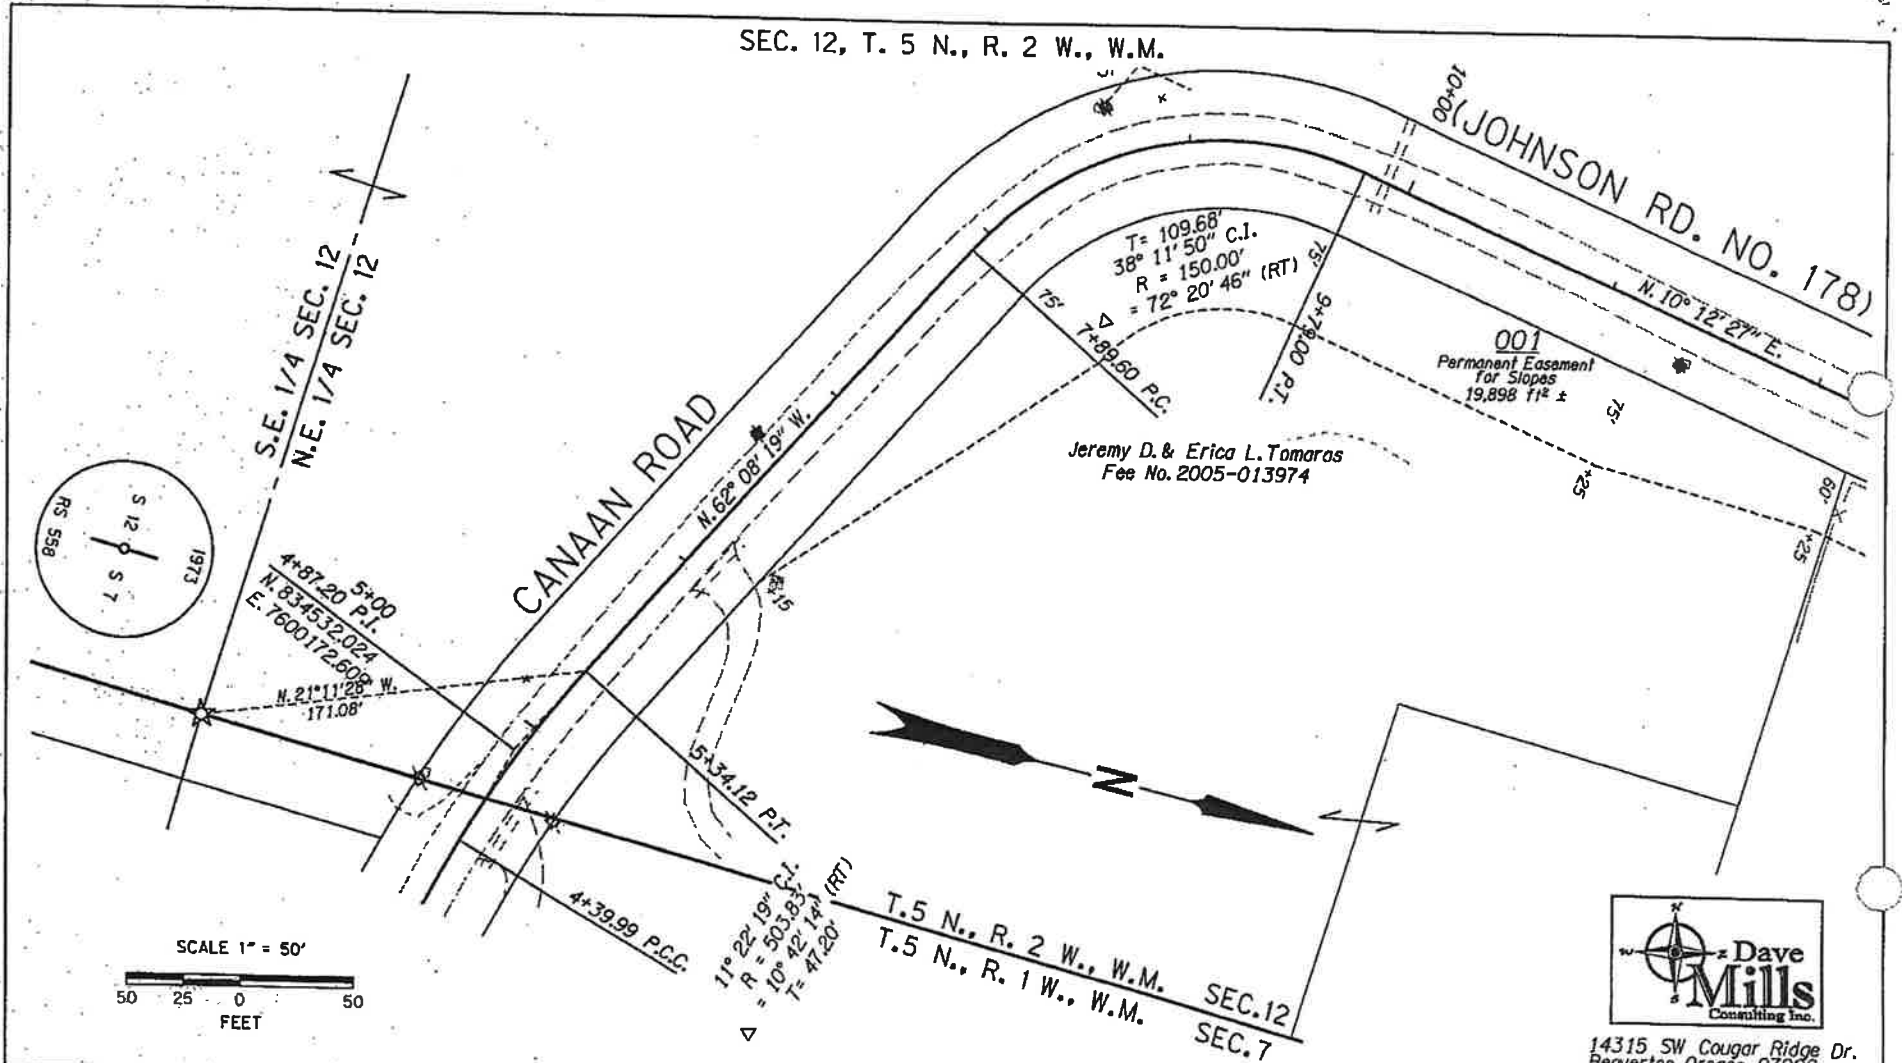 SEC. 12, T. 5 N., R. 2 W., W.M.
10+00
(JOHNSON RD. NO. 178)
S.E. 1/4 SEC. 12
N.E. 1/4 SEC. 12
T= 109.68'
38° 11' 50" C.I.
R = 150.00'
= 72° 20' 46" (RT)
Δ
75'
75'
7+89.60 P.C.
9+79.00 P.T.
N. 10° 12' 27" E.
001
Permanent Easement
for Slopes
19,898 ft² ±
75'
Jeremy D. & Erica L. Tomaras
Fee No. 2005-013974
+25
60'
+25
CANAAN ROAD
N. 62° 08' 19" W.
S 12
S 7
RS 558
1973
5+00
4+87.20 P.I.
N. 834532.024
E. 7600172.609
N. 21°11'28" W.
171.08'
+15
5+34.12 P.T.
4+39.99 P.C.C.
11° 22' 19" C.I.
R = 503.83'
= 10° 42' 14" (RT)
T= 47.20'
Δ
N
T.5 N., R. 2 W., W.M. SEC.12
T.5 N., R. 1 W., W.M. SEC. 7
SCALE 1" = 50'
50 25 0 50
FEET
N
W
S
Dave
Mills
Consulting Inc.
14315 SW Cougar Ridge Dr.